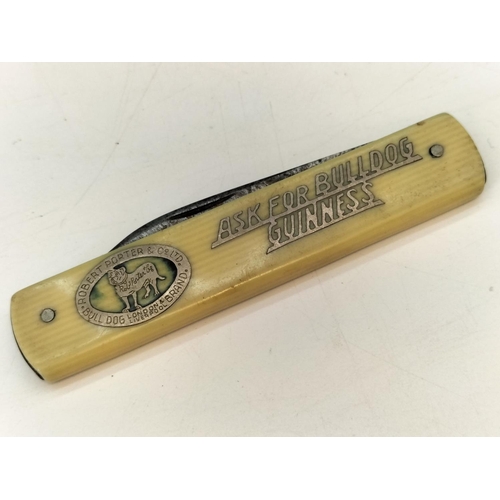 ASK FOR BULLDOG
GUINNESS
ROBERT PORTER & Co LTD.
BULL DOG BRAND.
LONDON &
LIVERPOOL